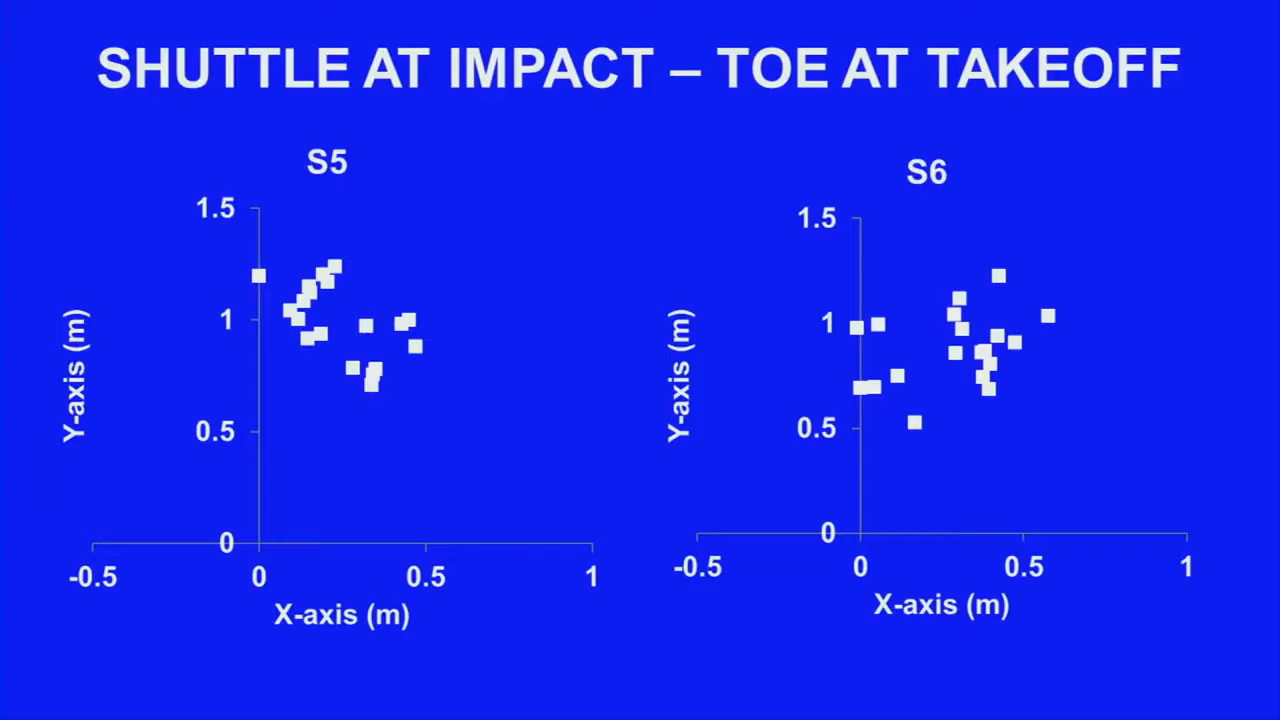 SHUTTLE AT IMPACT – TOE AT TAKEOFF
S5
1.5
1
0.5
0
-0.5 0 0.5 1
X-axis (m)
Y-axis (m)
S6
1.5
1
0.5
0
-0.5 0 0.5 1
X-axis (m)
Y-axis (m)